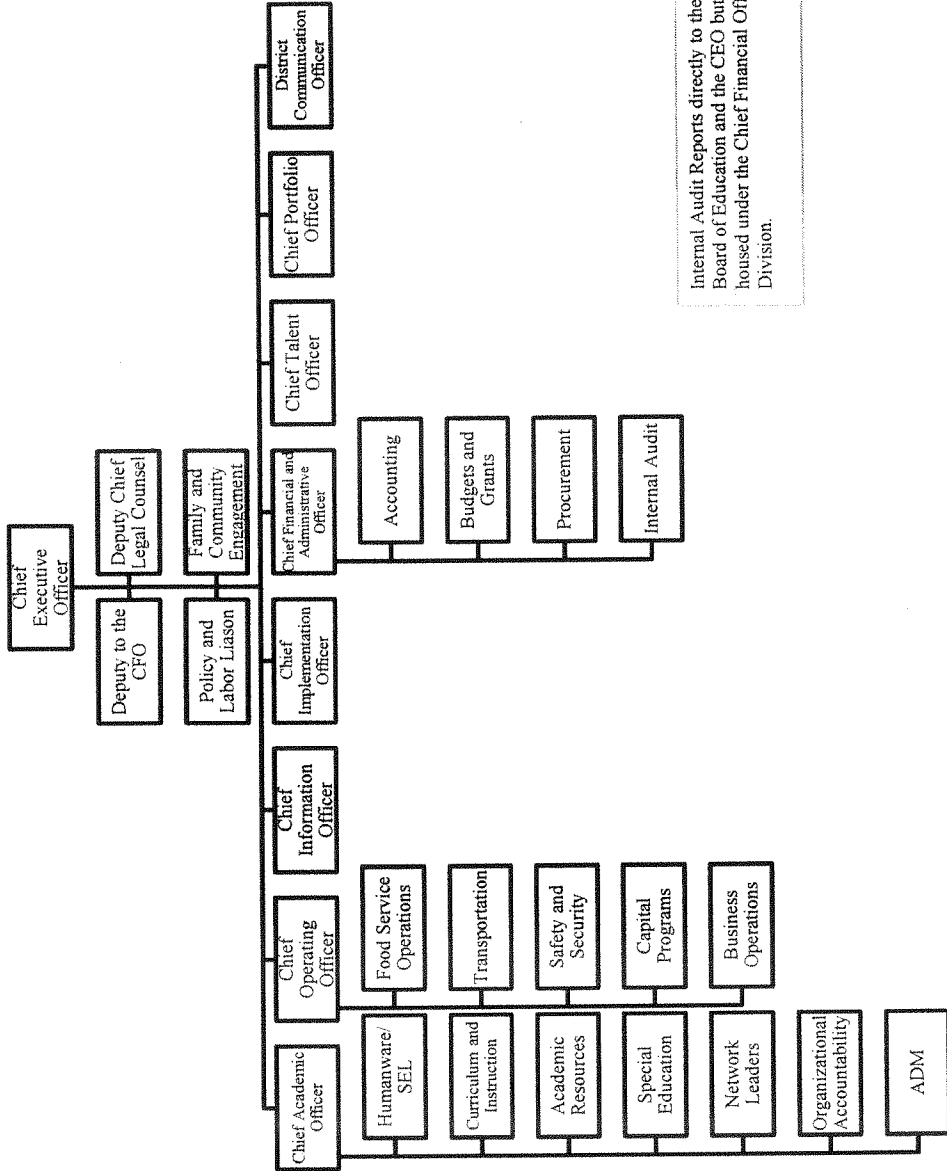 Chief
Executive
Officer
Deputy to the
CFO
Deputy Chief
Legal Counsel
Policy and
Labor Liason
Family and
Community
Engagement
Chief Academic
Officer
Chief
Operating
Officer
Chief
Information
Officer
Chief
Implementation
Officer
Chief Financial and
Administrative
Officer
Chief Talent
Officer
Chief Portfolio
Officer
District
Communication
Officer
Humanware/
SEL
Curriculum and
Instruction
Academic
Resources
Special
Education
Network
Leaders
Organizational
Accountability
ADM
Food Service
Operations
Transportation
Safety and
Security
Capital
Programs
Business
Operations
Accounting
Budgets and
Grants
Procurement
Internal Audit
Internal Audit Reports directly to the
Board of Education and the CEO but
housed under the Chief Financial
Division.